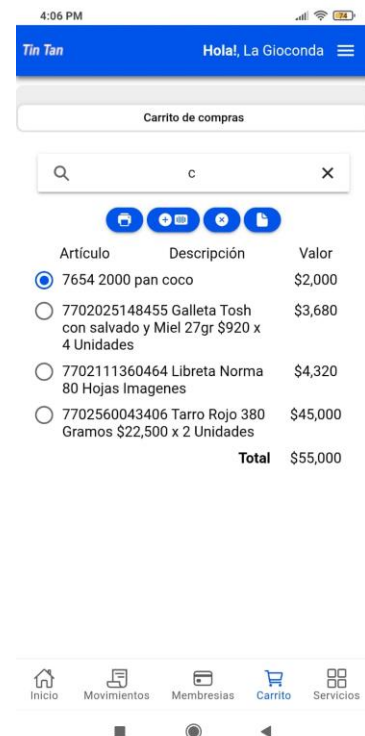 4:06 PM
74
Tin Tan
Hola!, La Gioconda
Carrito de compras
c
Artículo Descripción Valor
7654 2000 pan coco $2,000
7702025148455 Galleta Tosh $3,680
con salvado y Miel 27gr $920 x
4 Unidades
7702111360464 Libreta Norma $4,320
80 Hojas Imagenes
7702560043406 Tarro Rojo 380 $45,000
Gramos $22,500 x 2 Unidades
Total $55,000
Inicio Movimientos Membresias Carrito Servicios